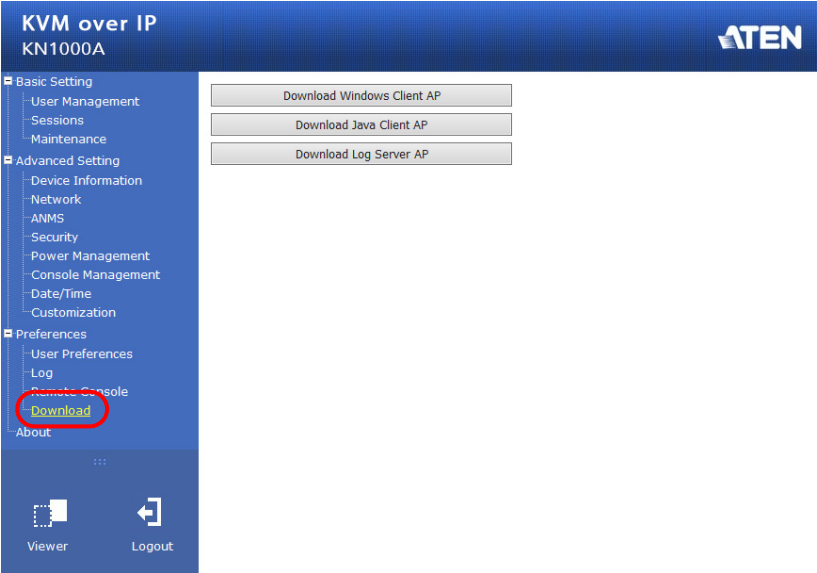 KVM over IP
KN1000A
ATEN
Basic Setting
User Management
Sessions
Maintenance
Advanced Setting
Device Information
Network
ANMS
Security
Power Management
Console Management
Date/Time
Customization
Preferences
User Preferences
Log
Remote Console
Download
About
Viewer
Logout
Download Windows Client AP
Download Java Client AP
Download Log Server AP